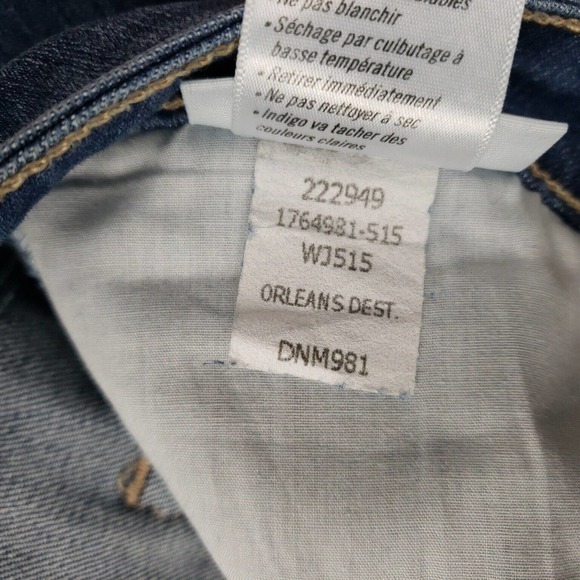 Ne pas blanchir
• Séchage par culbutage à
basse température
• Retirer immédiatement
• Ne pas nettoyer à sec
• Indigo va tacher des
couleurs claires
222949
1764981-515
WJ515
ORLEANS DEST.
DNM981